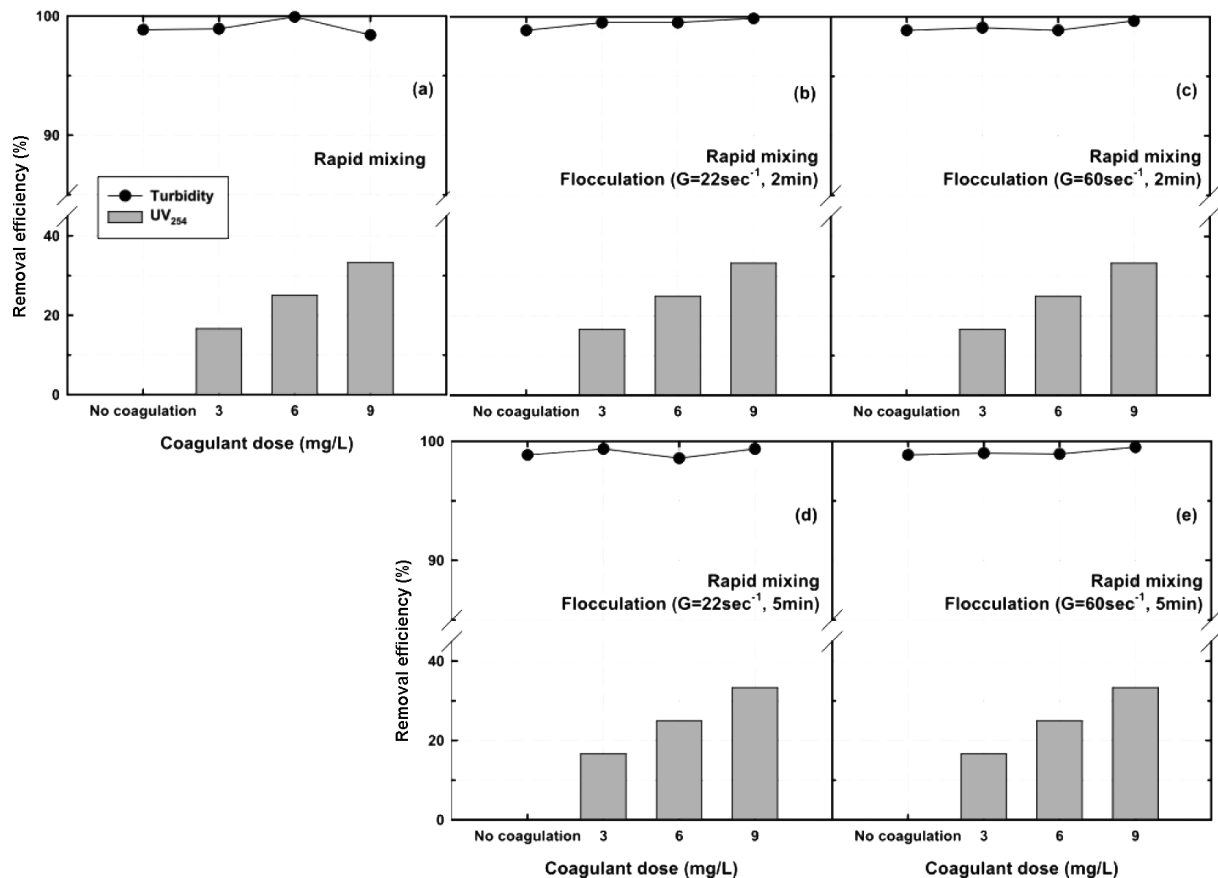 100
90
40
20
0
Removal efficiency (%)
(a)
Rapid mixing
Turbidity
UV254
No coagulation 3 6 9
Coagulant dose (mg/L)
(b)
Rapid mixing
Flocculation (G=22sec-1, 2min)
No coagulation 3 6 9
(c)
Rapid mixing
Flocculation (G=60sec-1, 2min)
No coagulation 3 6 9
100
90
40
20
0
Removal efficiency (%)
(d)
Rapid mixing
Flocculation (G=22sec-1, 5min)
No coagulation 3 6 9
Coagulant dose (mg/L)
(e)
Rapid mixing
Flocculation (G=60sec-1, 5min)
No coagulation 3 6 9
Coagulant dose (mg/L)